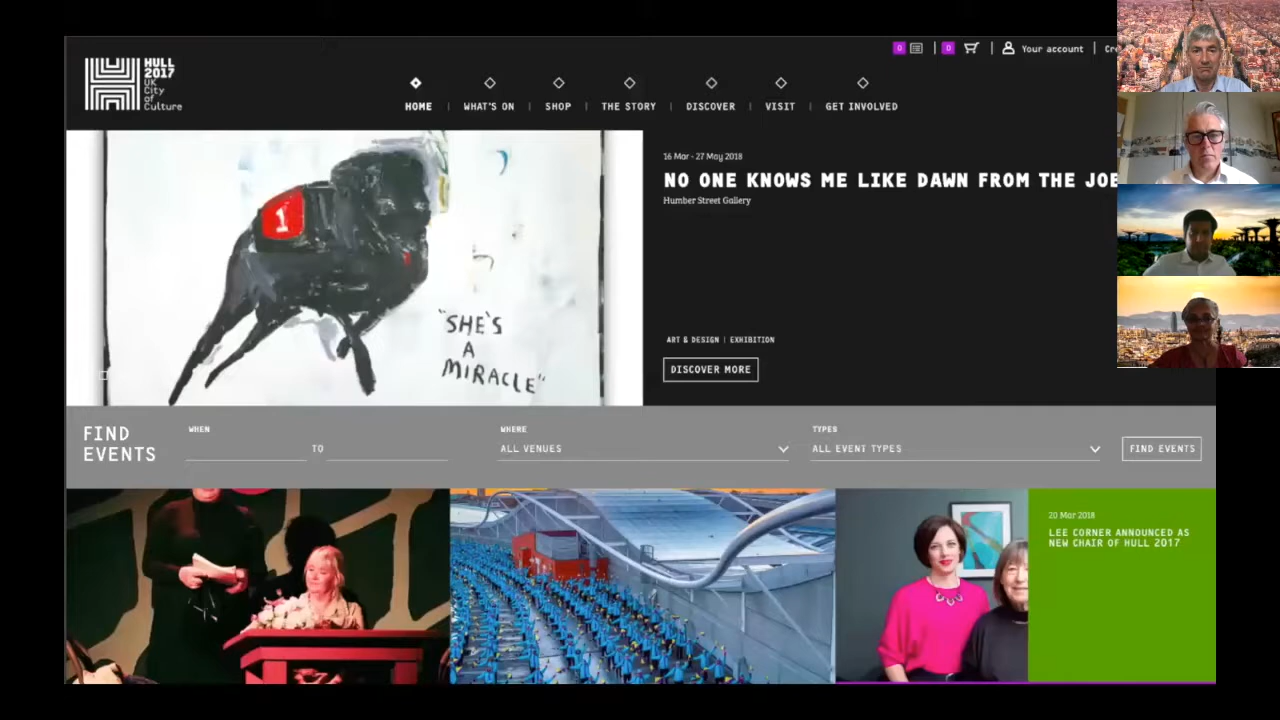 HULL
2017
UK
City
of
Culture
0
0
Your account
HOME
WHAT'S ON
SHOP
THE STORY
DISCOVER
VISIT
GET INVOLVED
1
"SHE'S
A
MIRACLE"
16 Mar - 27 May 2018
NO ONE KNOWS ME LIKE DAWN FROM THE
Humber Street Gallery
ART & DESIGN | EXHIBITION
DISCOVER MORE
FIND
EVENTS
WHEN
TO
WHERE
ALL VENUES
TYPES
ALL EVENT TYPES
FIND EVENTS
20 Mar 2018
LEE CORNER ANNOUNCED AS
NEW CHAIR OF HULL 2017